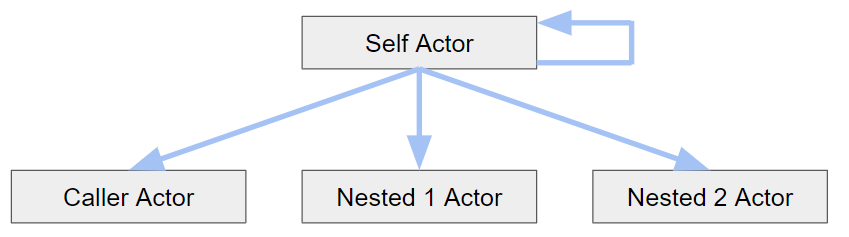 Self Actor
Caller Actor
Nested 1 Actor
Nested 2 Actor